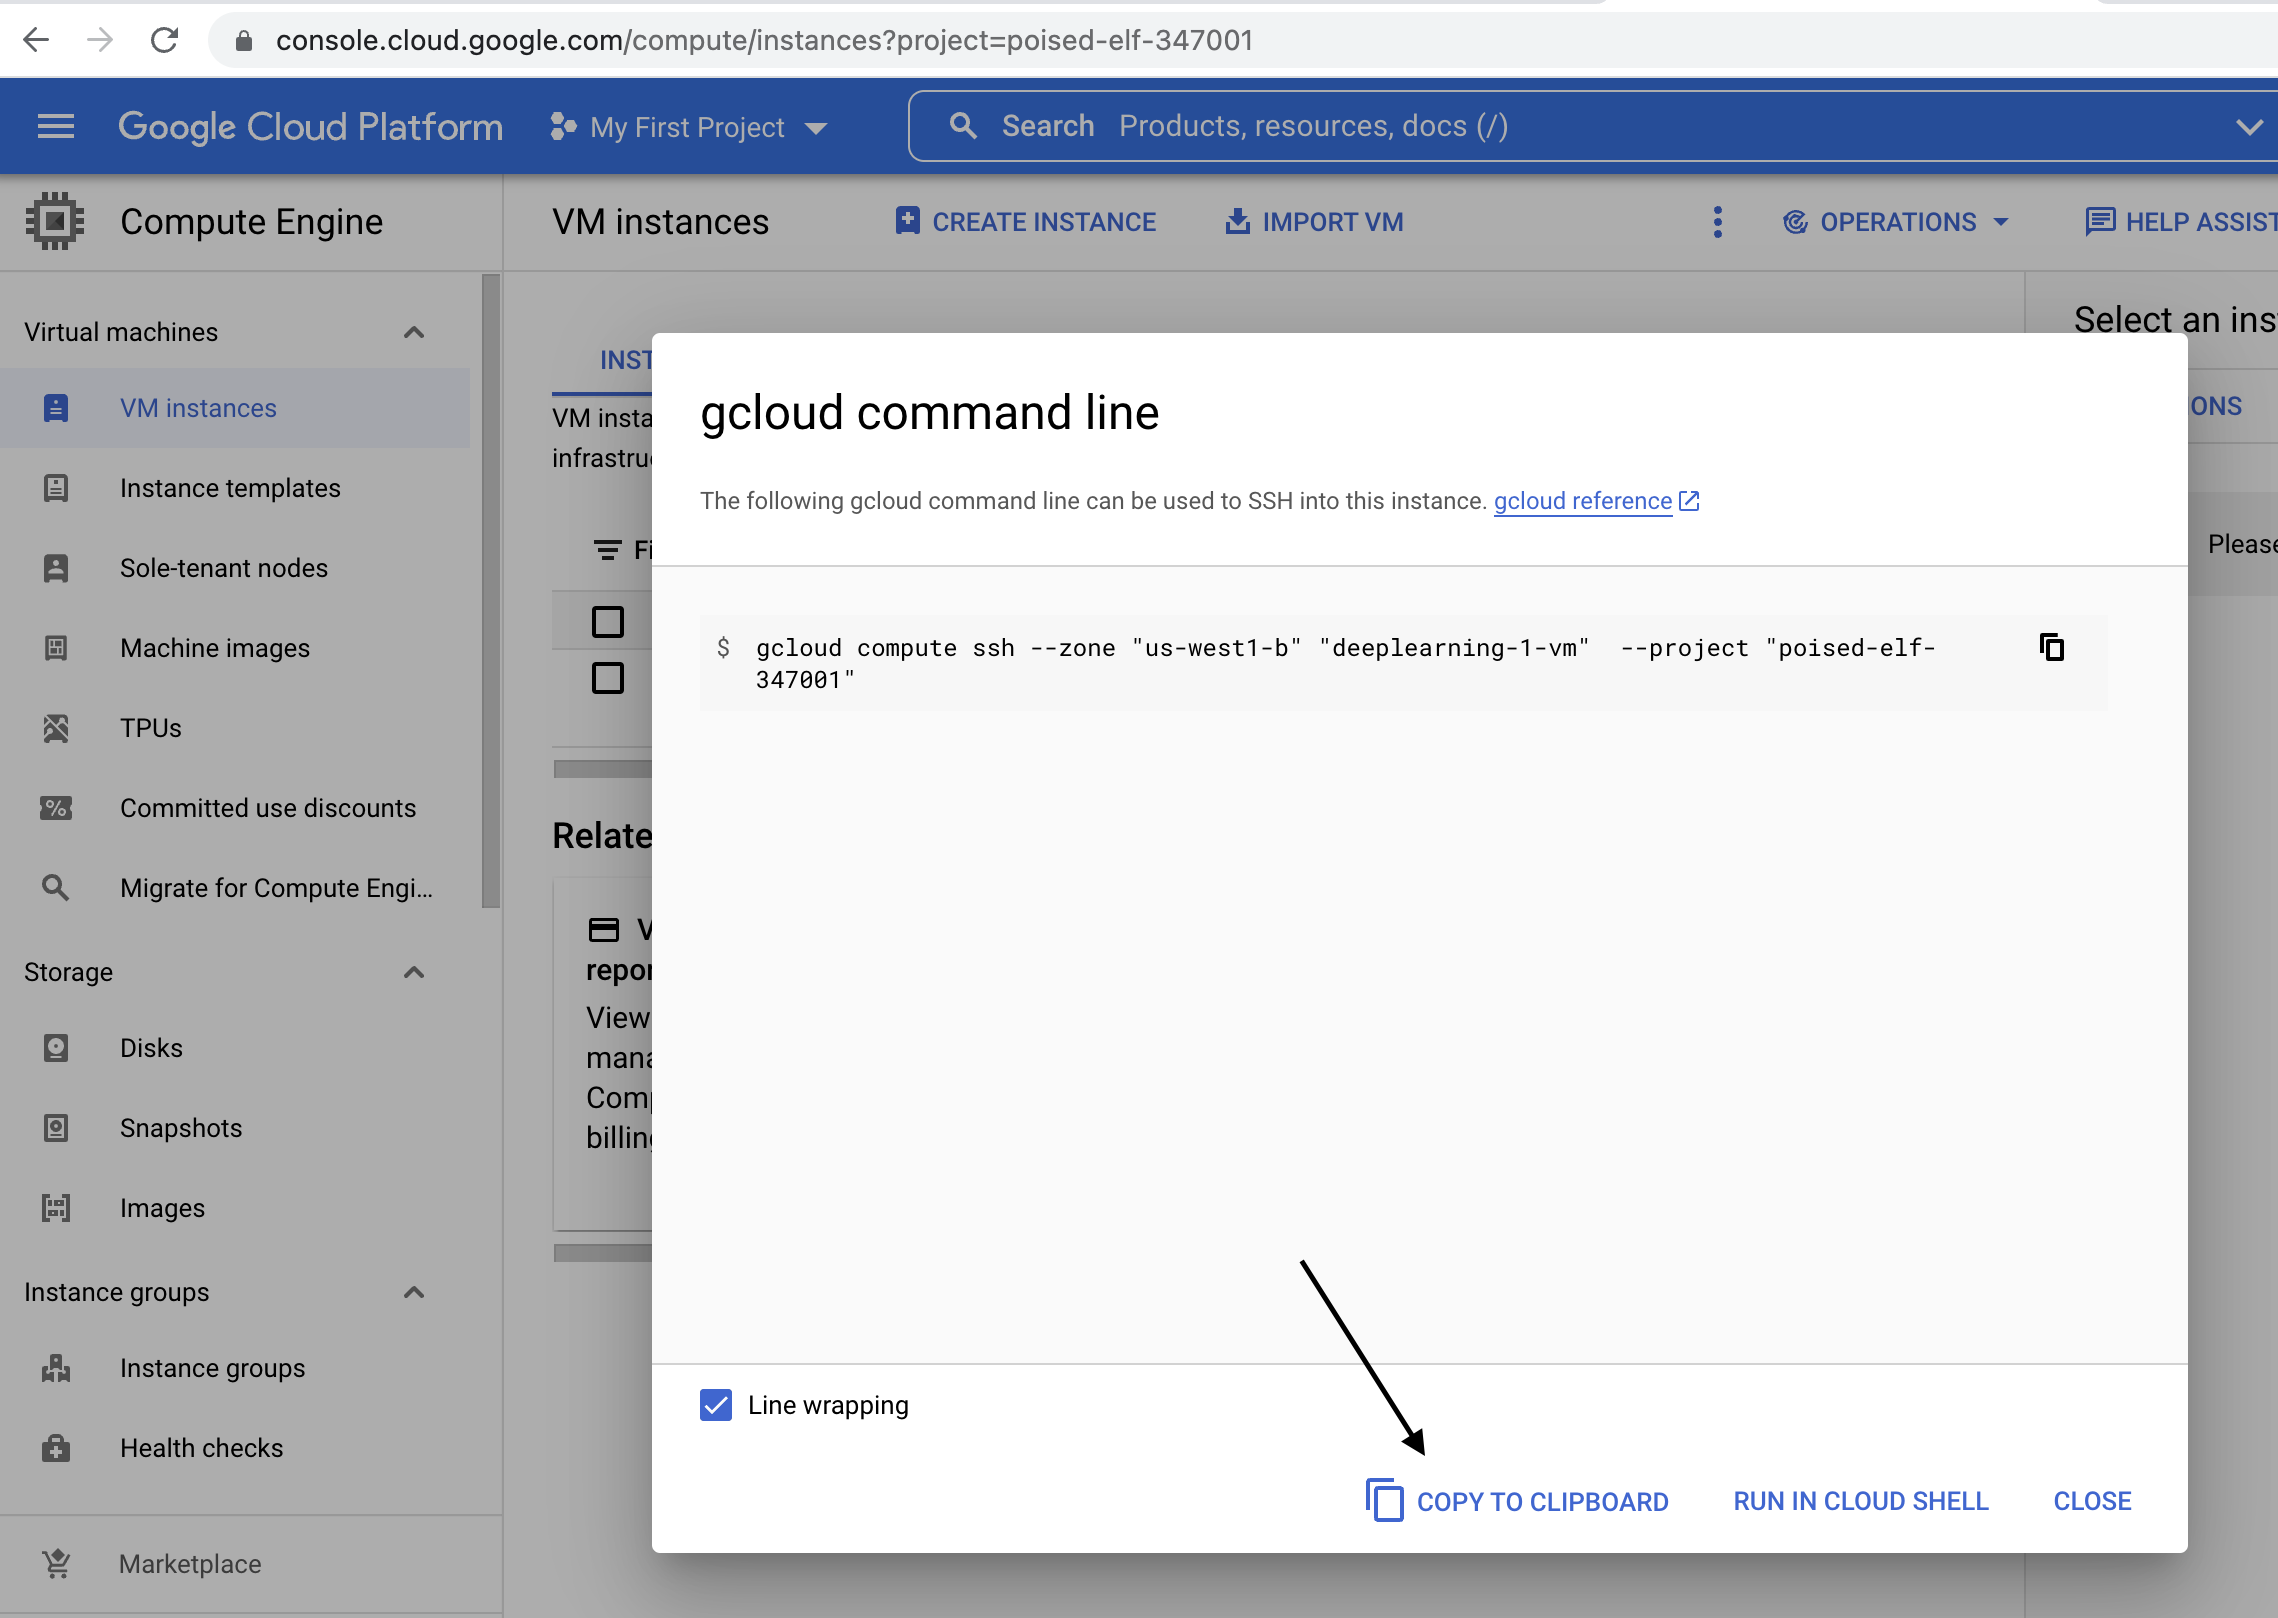 console.cloud.google.com/compute/instances?project=poised-elf-347001
Google Cloud Platform
My First Project
Search Products, resources, docs (/)
Compute Engine
VM instances
CREATE INSTANCE
IMPORT VM
OPERATIONS
HELP ASSIST
Virtual machines
VM instances
Instance templates
Sole-tenant nodes
Machine images
TPUs
Committed use discounts
Migrate for Compute Engi...
Storage
Disks
Snapshots
Images
Instance groups
Instance groups
Health checks
Marketplace
INST
VM insta
infrastru
Fi
Relate
V
repor
View
mana
Comp
billing
Select an ins
ONS
Please
gcloud command line
The following gcloud command line can be used to SSH into this instance. gcloud reference
$ gcloud compute ssh --zone "us-west1-b" "deeplearning-1-vm"  --project "poised-elf-
347001"
Line wrapping
COPY TO CLIPBOARD
RUN IN CLOUD SHELL
CLOSE